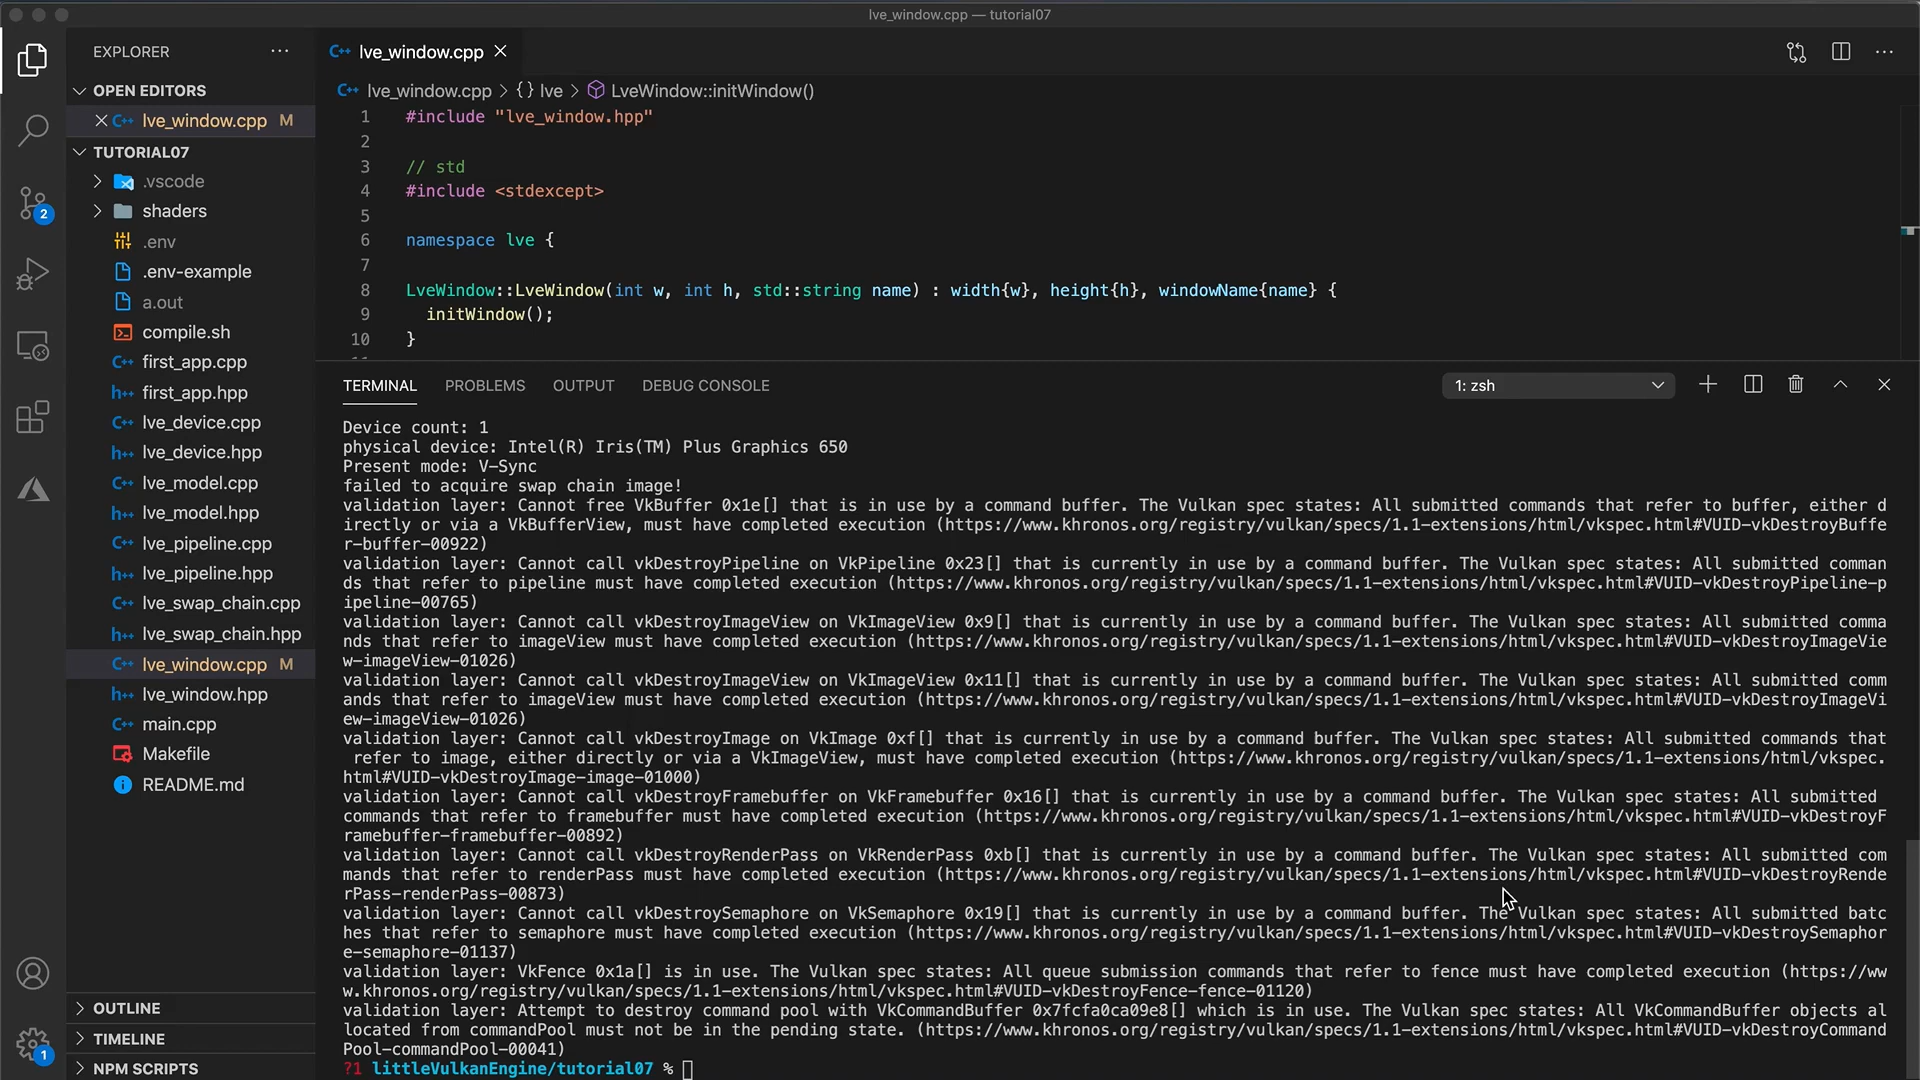 lve_window.cpp — tutorial07
EXPLORER
OPEN EDITORS
lve_window.cpp M
TUTORIAL07
.vscode
shaders
.env
.env-example
a.out
compile.sh
first_app.cpp
first_app.hpp
lve_device.cpp
lve_device.hpp
lve_model.cpp
lve_model.hpp
lve_pipeline.cpp
lve_pipeline.hpp
lve_swap_chain.cpp
lve_swap_chain.hpp
lve_window.cpp M
lve_window.hpp
main.cpp
Makefile
README.md
OUTLINE
TIMELINE
NPM SCRIPTS
2
1
lve_window.cpp
lve_window.cpp > {} lve > LveWindow::initWindow()
1 #include "lve_window.hpp"
2
3 // std
4 #include <stdexcept>
5
6 namespace lve {
7
8 LveWindow::LveWindow(int w, int h, std::string name) : width{w}, height{h}, windowName{name} {
9 initWindow();
10 }
TERMINAL PROBLEMS OUTPUT DEBUG CONSOLE 1: zsh
Device count: 1
physical device: Intel(R) Iris(TM) Plus Graphics 650
Present mode: V-Sync
failed to acquire swap chain image!
validation layer: Cannot free VkBuffer 0x1e[] that is in use by a command buffer. The Vulkan spec states: All submitted commands that refer to buffer, either d
irectly or via a VkBufferView, must have completed execution (https://www.khronos.org/registry/vulkan/specs/1.1-extensions/html/vkspec.html#VUID-vkDestroyBuffe
r-buffer-00922)
validation layer: Cannot call vkDestroyPipeline on VkPipeline 0x23[] that is currently in use by a command buffer. The Vulkan spec states: All submitted comman
ds that refer to pipeline must have completed execution (https://www.khronos.org/registry/vulkan/specs/1.1-extensions/html/vkspec.html#VUID-vkDestroyPipeline-p
ipeline-00765)
validation layer: Cannot call vkDestroyImageView on VkImageView 0x9[] that is currently in use by a command buffer. The Vulkan spec states: All submitted comma
nds that refer to imageView must have completed execution (https://www.khronos.org/registry/vulkan/specs/1.1-extensions/html/vkspec.html#VUID-vkDestroyImageVie
w-imageView-01026)
validation layer: Cannot call vkDestroyImageView on VkImageView 0x11[] that is currently in use by a command buffer. The Vulkan spec states: All submitted comm
ands that refer to imageView must have completed execution (https://www.khronos.org/registry/vulkan/specs/1.1-extensions/html/vkspec.html#VUID-vkDestroyImageVi
ew-imageView-01026)
validation layer: Cannot call vkDestroyImage on VkImage 0xf[] that is currently in use by a command buffer. The Vulkan spec states: All submitted commands that
refer to image, either directly or via a VkImageView, must have completed execution (https://www.khronos.org/registry/vulkan/specs/1.1-extensions/html/vkspec.
html#VUID-vkDestroyImage-image-01000)
validation layer: Cannot call vkDestroyFramebuffer on VkFramebuffer 0x16[] that is currently in use by a command buffer. The Vulkan spec states: All submitted
commands that refer to framebuffer must have completed execution (https://www.khronos.org/registry/vulkan/specs/1.1-extensions/html/vkspec.html#VUID-vkDestroyF
ramebuffer-framebuffer-00892)
validation layer: Cannot call vkDestroyRenderPass on VkRenderPass 0xb[] that is currently in use by a command buffer. The Vulkan spec states: All submitted com
mands that refer to renderPass must have completed execution (https://www.khronos.org/registry/vulkan/specs/1.1-extensions/html/vkspec.html#VUID-vkDestroyRende
rPass-renderPass-00873)
validation layer: Cannot call vkDestroySemaphore on VkSemaphore 0x19[] that is currently in use by a command buffer. The Vulkan spec states: All submitted batc
hes that refer to semaphore must have completed execution (https://www.khronos.org/registry/vulkan/specs/1.1-extensions/html/vkspec.html#VUID-vkDestroySemaphor
e-semaphore-01137)
validation layer: VkFence 0x1a[] is in use. The Vulkan spec states: All queue submission commands that refer to fence must have completed execution (https://ww
w.khronos.org/registry/vulkan/specs/1.1-extensions/html/vkspec.html#VUID-vkDestroyFence-fence-01120)
validation layer: Attempt to destroy command pool with VkCommandBuffer 0x7fcfa0ca09e8[] which is in use. The Vulkan spec states: All VkCommandBuffer objects al
located from commandPool must not be in the pending state. (https://www.khronos.org/registry/vulkan/specs/1.1-extensions/html/vkspec.html#VUID-vkDestroyCommand
Pool-commandPool-00041)
?1 littleVulkanEngine/tutorial07 %